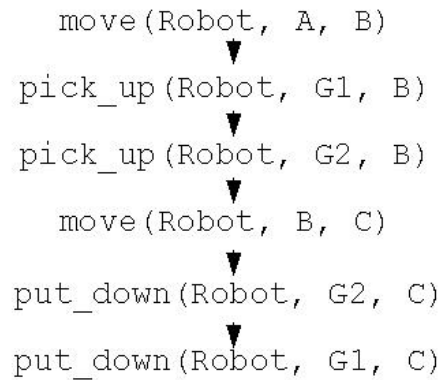 move(Robot, A, B)
pick_up(Robot, G1, B)
pick_up(Robot, G2, B)
move(Robot, B, C)
put_down(Robot, G2, C)
put_down(Robot, G1, C)